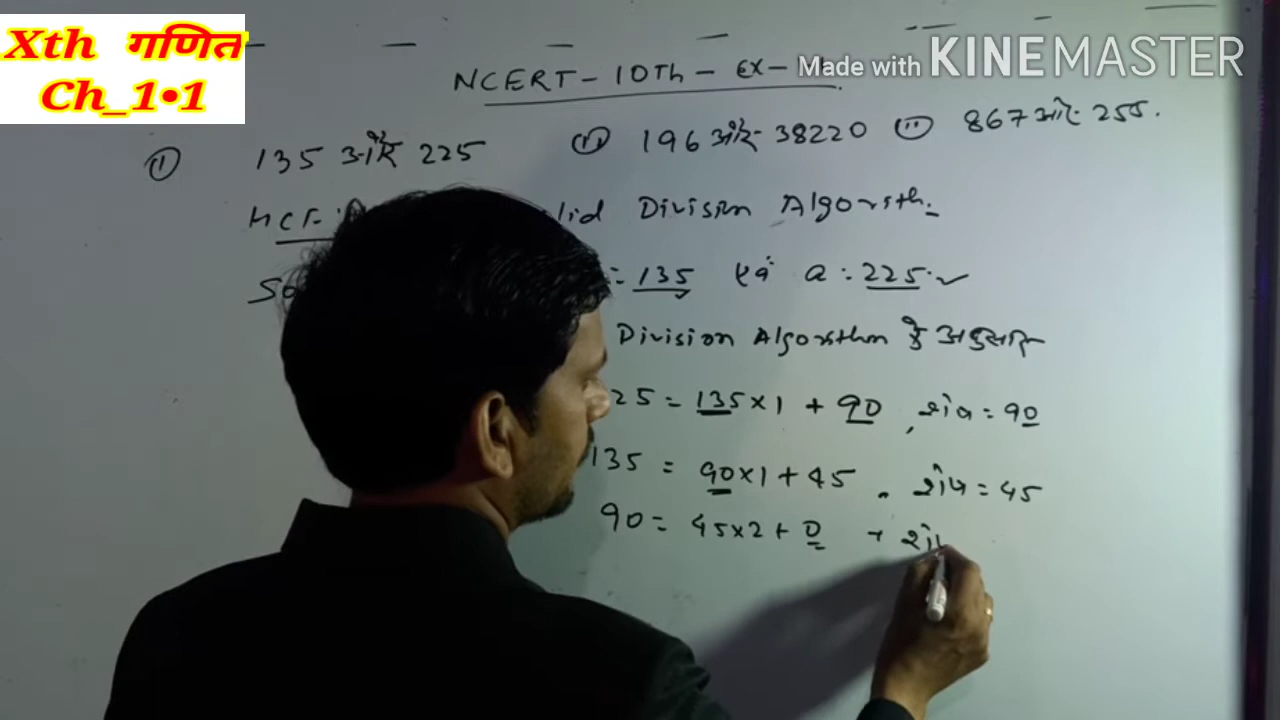 Xth गणित
Ch_1•1
Made with KINEMASTER
NCERT - 10Th - Ex -
(i) 135 और 225 (ii) 196 और 38220 (iii) 867 और 255.
HCF
Division Algorith.
= 135 एवं a = 225
Division Algorithm के अनुसार
25 = 135×1 + 90 , शेष = 90
135 = 90×1 + 45 , शेष = 45
90 = 45×2 + 0 , शे